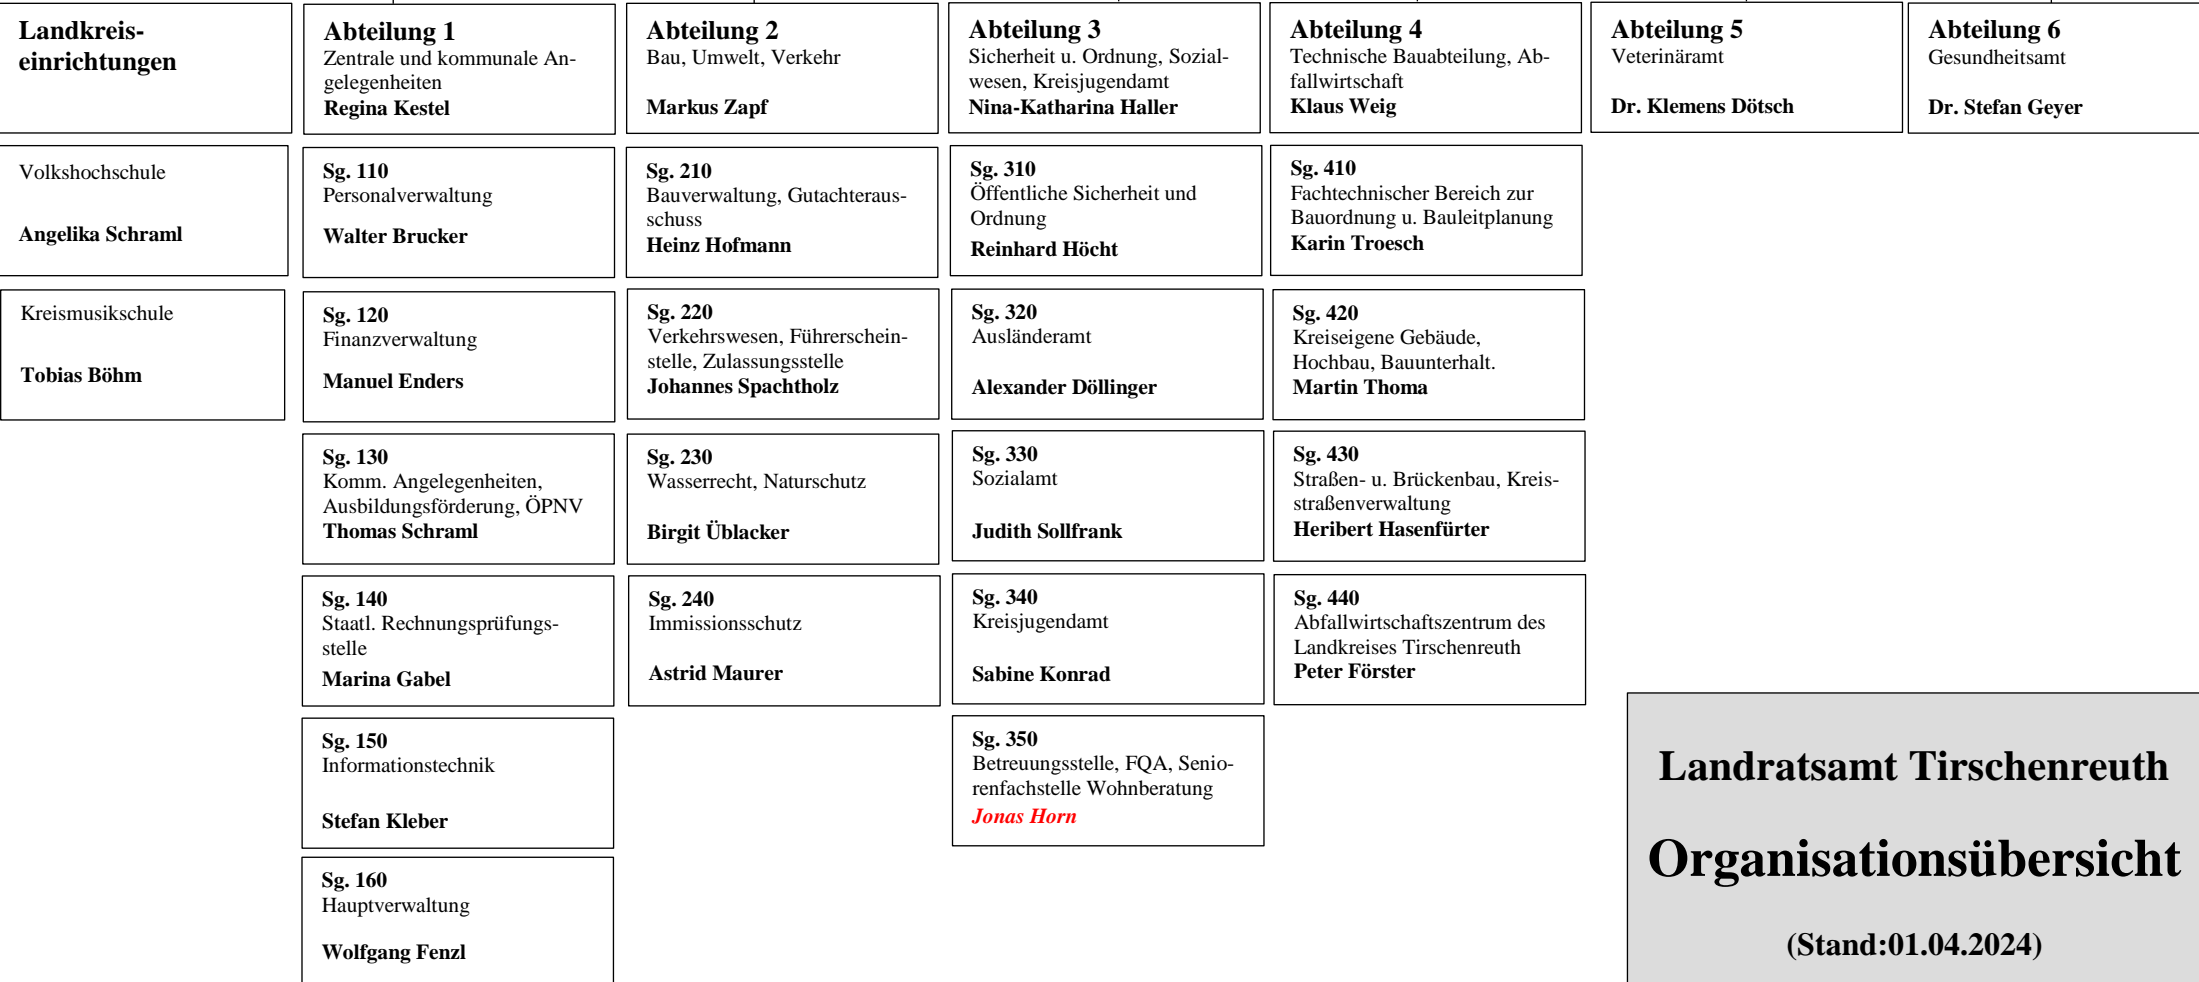 Landkreis-
einrichtungen
Abteilung 1
Zentrale und kommunale An-
gelegenheiten
Regina Kestel
Abteilung 2
Bau, Umwelt, Verkehr
Markus Zapf
Abteilung 3
Sicherheit u. Ordnung, Sozial-
wesen, Kreisjugendamt
Nina-Katharina Haller
Abteilung 4
Technische Bauabteilung, Ab-
fallwirtschaft
Klaus Weig
Abteilung 5
Veterinäramt
Dr. Klemens Dötsch
Abteilung 6
Gesundheitsamt
Dr. Stefan Geyer
Volkshochschule
Angelika Schraml
Sg. 110
Personalverwaltung
Walter Brucker
Sg. 210
Bauverwaltung, Gutachteraus-
schuss
Heinz Hofmann
Sg. 310
Öffentliche Sicherheit und
Ordnung
Reinhard Höcht
Sg. 410
Fachtechnischer Bereich zur
Bauordnung u. Bauleitplanung
Karin Troesch
Kreismusikschule
Tobias Böhm
Sg. 120
Finanzverwaltung
Manuel Enders
Sg. 220
Verkehrswesen, Führerschein-
stelle, Zulassungsstelle
Johannes Spachtholz
Sg. 320
Ausländeramt
Alexander Döllinger
Sg. 420
Kreiseigene Gebäude,
Hochbau, Bauunterhalt.
Martin Thoma
Sg. 130
Komm. Angelegenheiten,
Ausbildungsförderung, ÖPNV
Thomas Schraml
Sg. 230
Wasserrecht, Naturschutz
Birgit Üblacker
Sg. 330
Sozialamt
Judith Sollfrank
Sg. 430
Straßen- u. Brückenbau, Kreis-
straßenverwaltung
Heribert Hasenfürter
Sg. 140
Staatl. Rechnungsprüfungs-
stelle
Marina Gabel
Sg. 240
Immissionsschutz
Astrid Maurer
Sg. 340
Kreisjugendamt
Sabine Konrad
Sg. 440
Abfallwirtschaftszentrum des
Landkreises Tirschenreuth
Peter Förster
Sg. 150
Informationstechnik
Stefan Kleber
Sg. 350
Betreuungsstelle, FQA, Senio-
renfachstelle Wohnberatung
Jonas Horn
Sg. 160
Hauptverwaltung
Wolfgang Fenzl
Landratsamt Tirschenreuth
Organisationsübersicht
(Stand:01.04.2024)